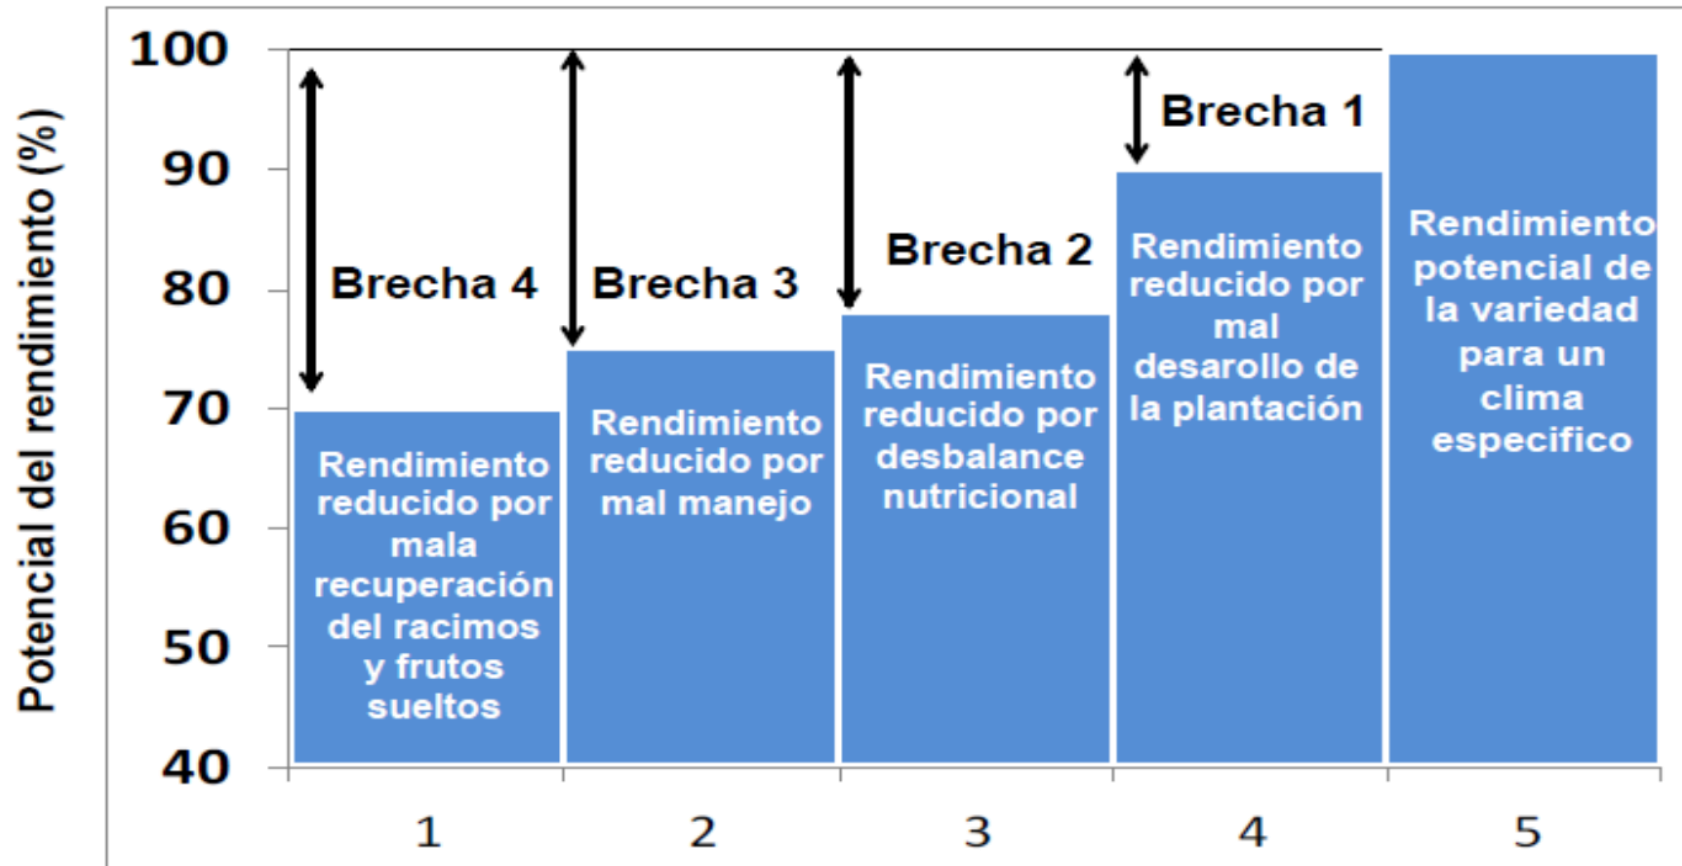 Potencial del rendimiento (%)
100
90
80
70
60
50
40
Brecha 4
Brecha 3
Brecha 2
Brecha 1
Rendimiento
reducido por
mala
recuperación
del racimos
y frutos
sueltos
Rendimiento
reducido por
mal manejo
Rendimiento
reducido por
desbalance
nutricional
Rendimiento
reducido por
mal
desarollo de
la plantación
Rendimiento
potencial de
la variedad
para un
clima
especifico
1
2
3
4
5